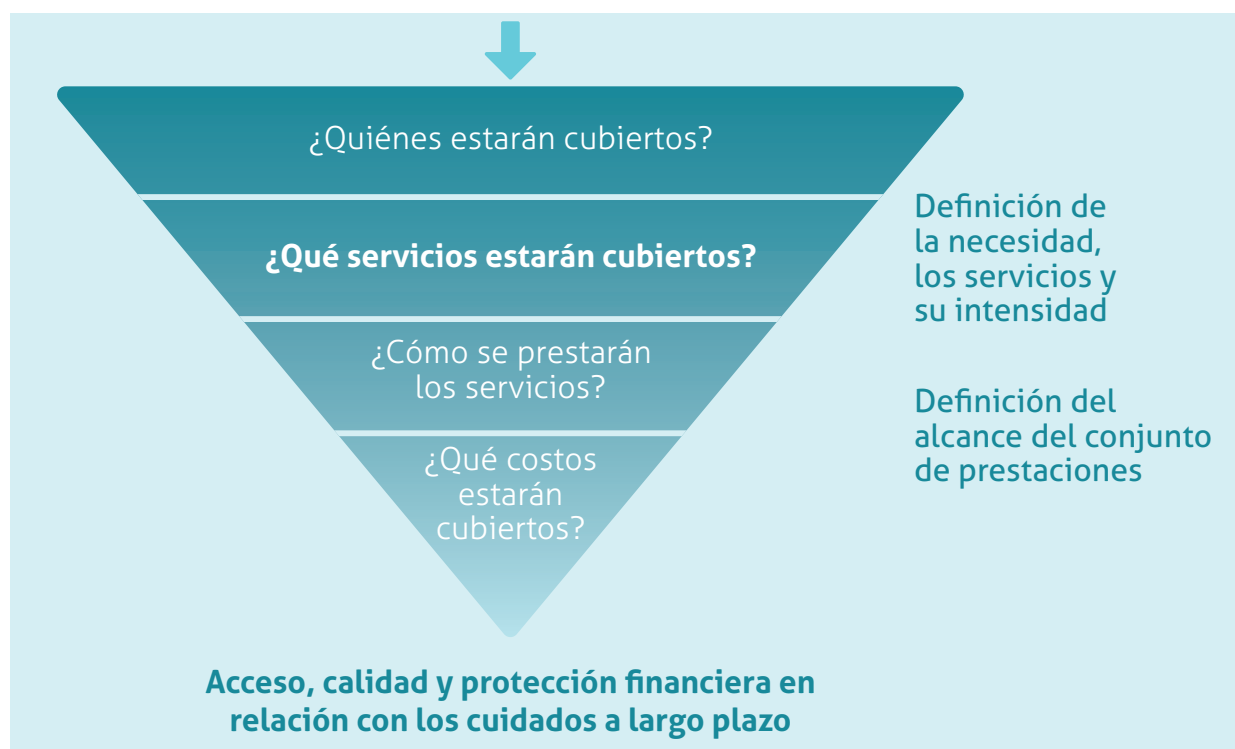 ¿Quiénes estarán cubiertos?
¿Qué servicios estarán cubiertos?
¿Cómo se prestarán
los servicios?
¿Qué costos
estarán
cubiertos?
Definición de
la necesidad,
los servicios y
su intensidad
Definición del
alcance del conjunto
de prestaciones
Acceso, calidad y protección financiera en
relación con los cuidados a largo plazo